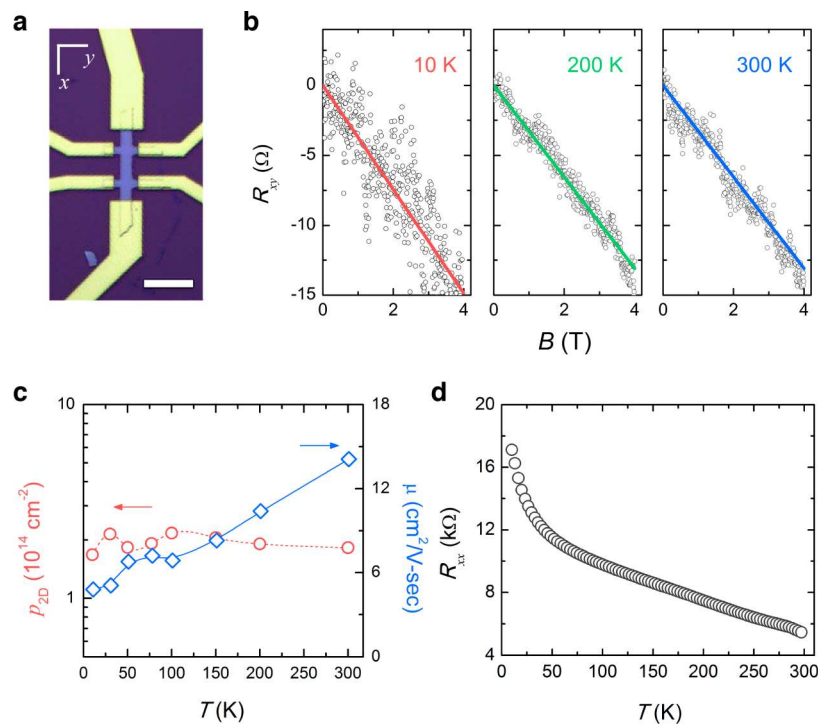 a
y
x
b
10 K
200 K
300 K
0
-5
-10
-15
R_xy (Ω)
0 2 4
0 2 4
0 2 4
B (T)
c
10
1
p_2D (10^14 cm^-2)
18
12
6
0
μ (cm^2/V-sec)
0 50 100 150 200 250 300
T (K)
d
20
16
12
8
4
R_xx (kΩ)
0 50 100 150 200 250 300
T (K)